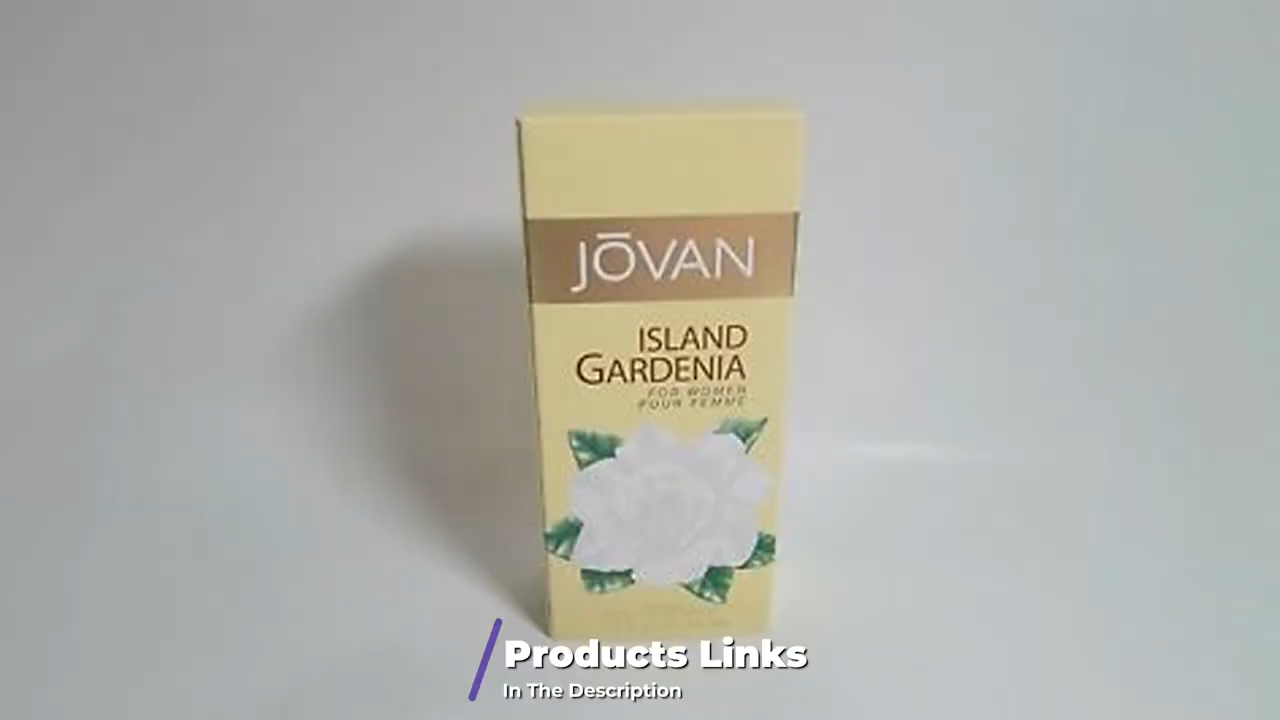 JŌVAN
ISLAND
GARDENIA
FOR WOMEN
POUR FEMME
Products Links
In The Description